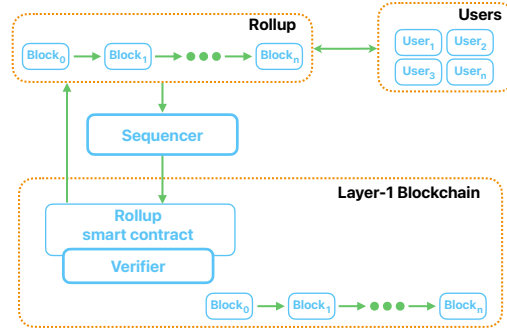 Rollup
Users
Block₀ Block₁ Blockₙ
User₁ User₂
User₃ Userₙ
Sequencer
Layer-1 Blockchain
Rollup
smart contract
Verifier
Block₀ Block₁ Blockₙ